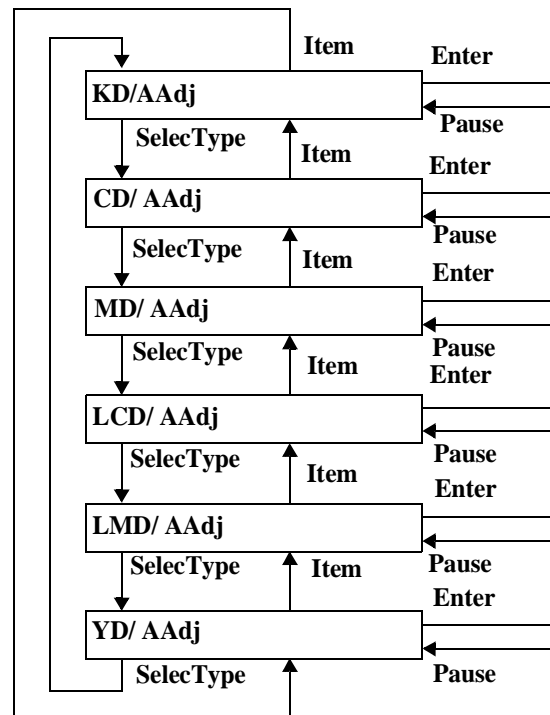 Item
Enter
KD/AAdj
Pause
SelecType
Item
Enter
CD/ AAdj
Pause
SelecType
Item
Enter
MD/ AAdj
Pause
SelecType
Item
Enter
LCD/ AAdj
Pause
SelecType
Item
Enter
LMD/ AAdj
Pause
SelecType
Item
Enter
YD/ AAdj
Pause
SelecType